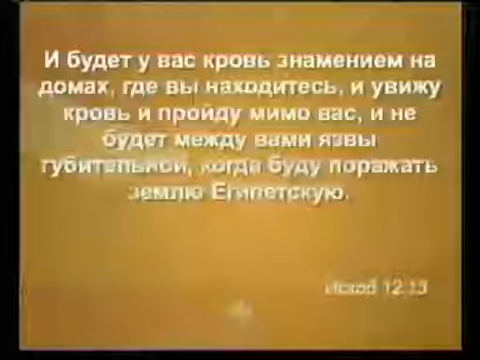 И будет у вас кровь знамением на
домах, где вы находитесь, и увижу
кровь и пройду мимо вас, и не
будет между вами язвы
губительной, когда буду поражать
землю Египетскую.
Исход 12.13